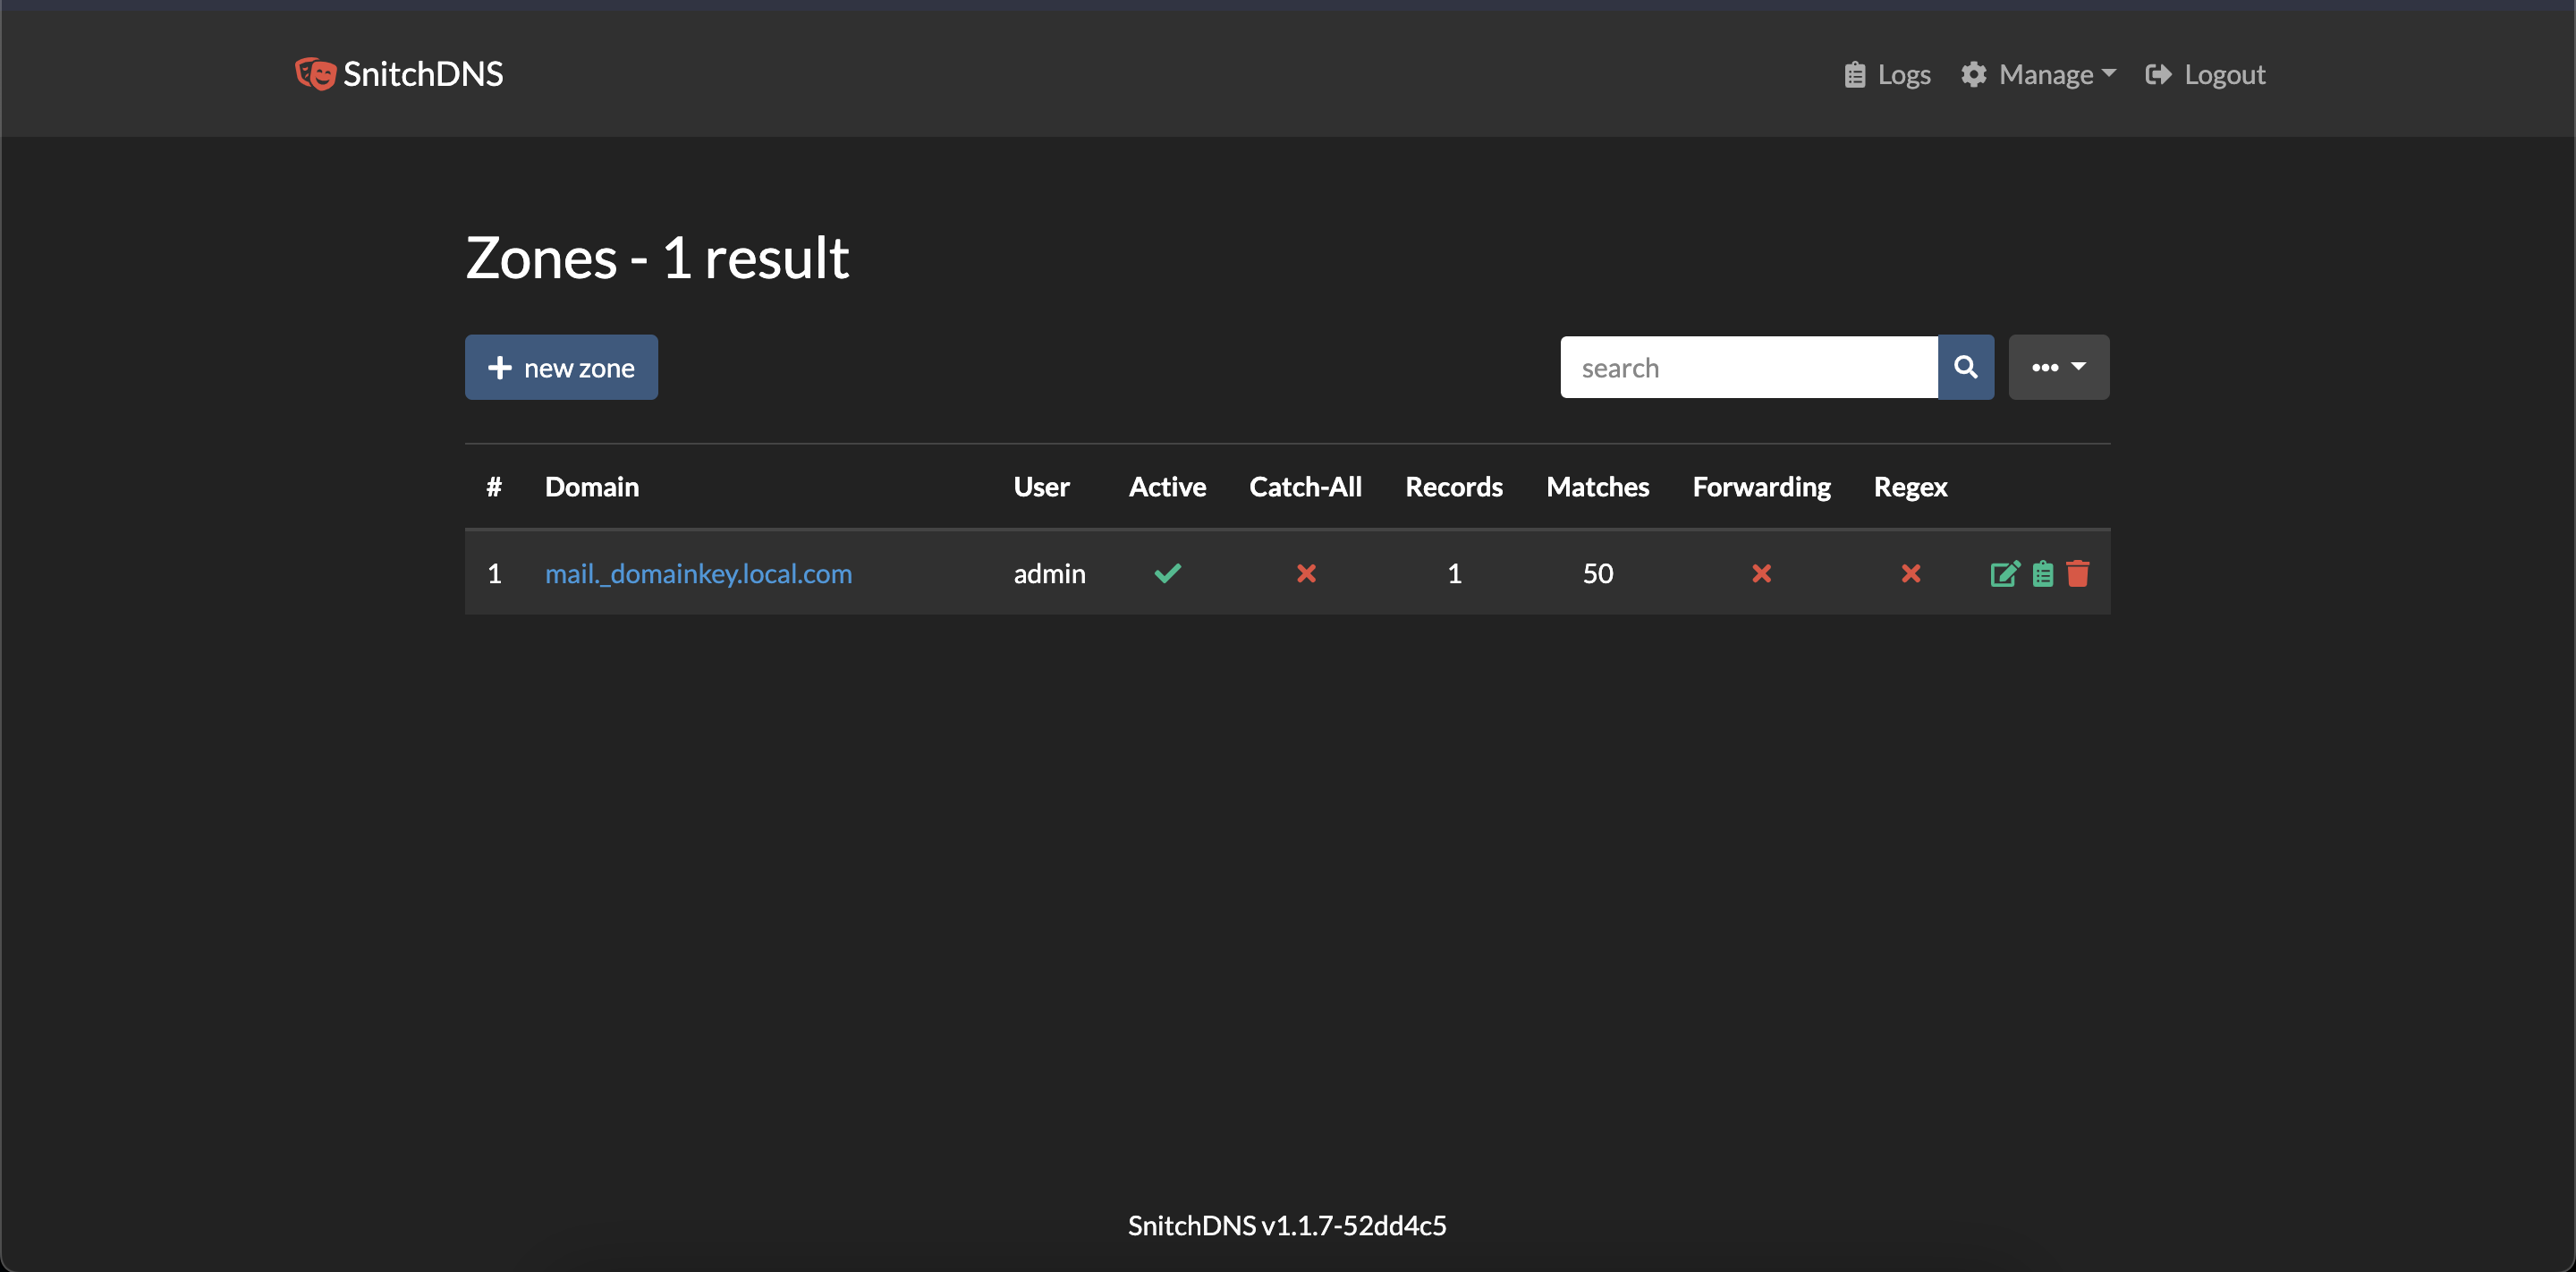 SnitchDNS
Logs Manage Logout
Zones - 1 result
new zone
search
# Domain User Active Catch-All Records Matches Forwarding Regex
1 mail._domainkey.local.com admin 1 50
SnitchDNS v1.1.7-52dd4c5